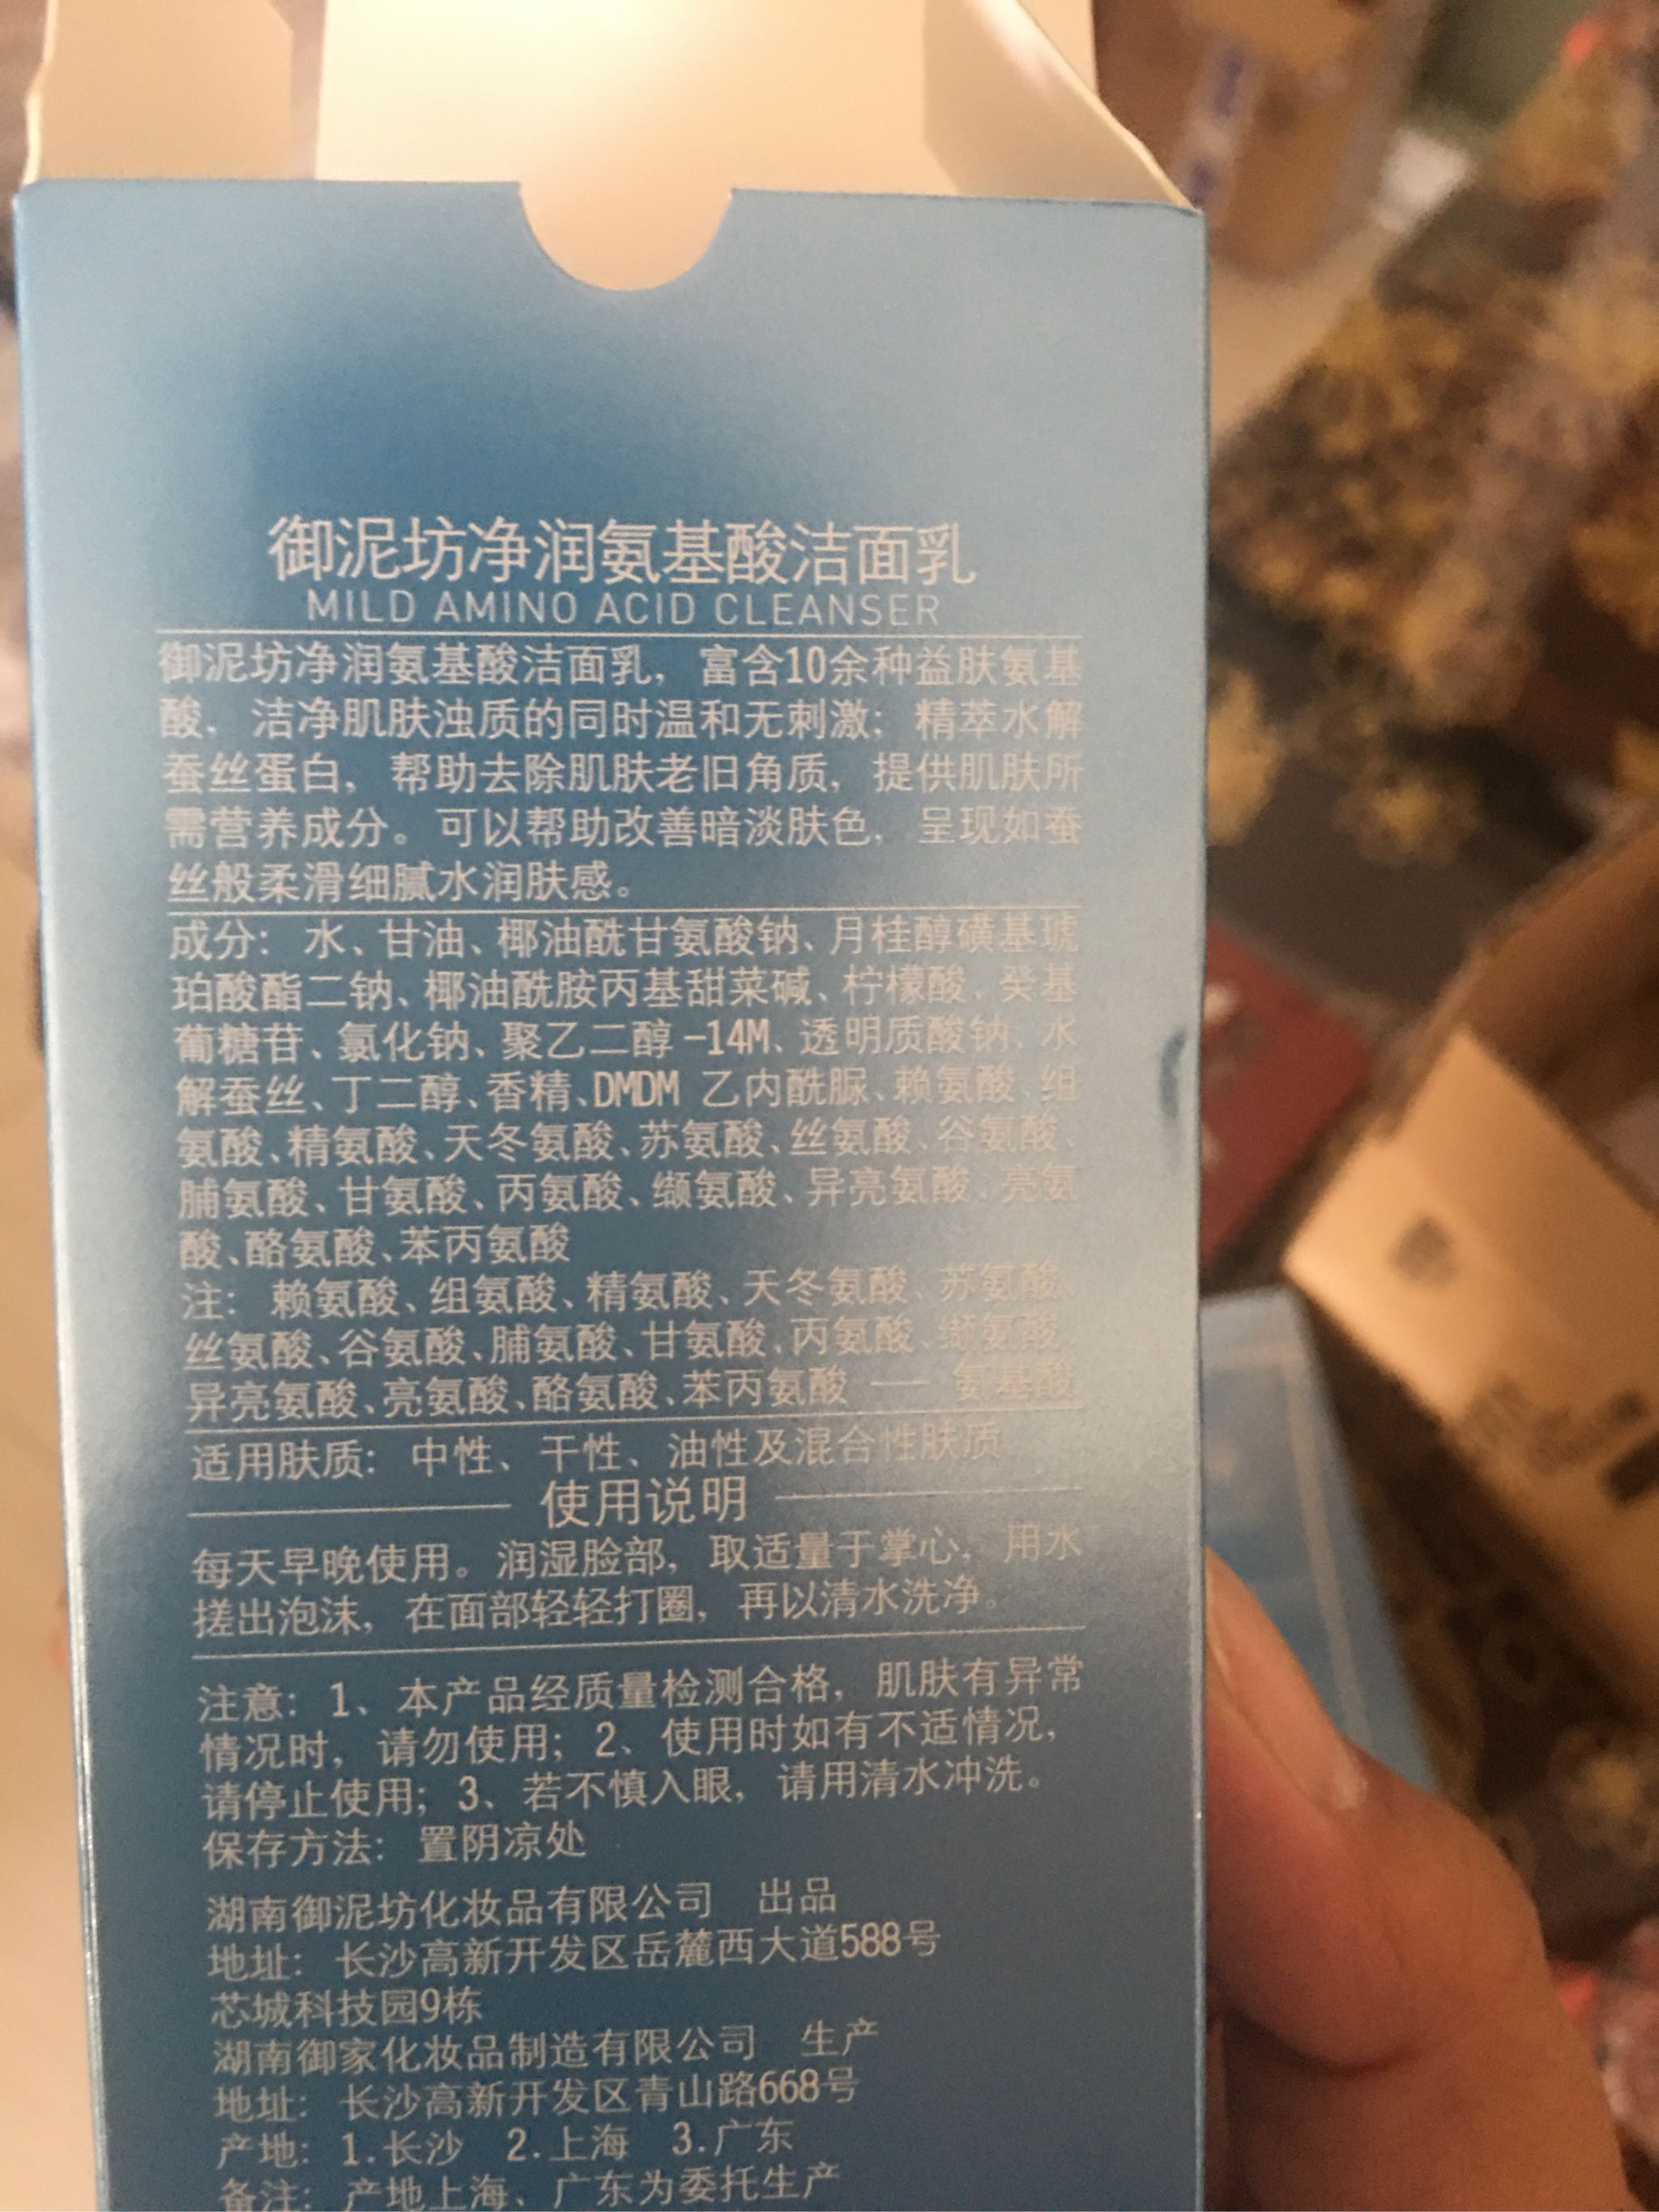 御泥坊净润氨基酸洁面乳
MILD AMINO ACID CLEANSER
御泥坊净润氨基酸洁面乳，富含10余种益肤氨基
酸，洁净肌肤浊质的同时温和无刺激；精萃水解
蚕丝蛋白，帮助去除肌肤老旧角质，提供肌肤所
需营养成分。可以帮助改善暗淡肤色，呈现如蚕
丝般柔滑细腻水润肤感。
成分：水、甘油、椰油酰甘氨酸钠、月桂醇磺基琥
珀酸酯二钠、椰油酰胺丙基甜菜碱、柠檬酸、癸基
葡糖苷、氯化钠、聚乙二醇-14M、透明质酸钠、水
解蚕丝、丁二醇、香精、DMDM 乙内酰脲、赖氨酸、组
氨酸、精氨酸、天冬氨酸、苏氨酸、丝氨酸、谷氨酸、
脯氨酸、甘氨酸、丙氨酸、缬氨酸、异亮氨酸、亮氨
酸、酪氨酸、苯丙氨酸
注：赖氨酸、组氨酸、精氨酸、天冬氨酸、苏氨酸、
丝氨酸、谷氨酸、脯氨酸、甘氨酸、丙氨酸、缬氨酸、
异亮氨酸、亮氨酸、酪氨酸、苯丙氨酸 —— 氨基酸
适用肤质：中性、干性、油性及混合性肤质
使用说明
每天早晚使用。润湿脸部，取适量于掌心，用水
搓出泡沫，在面部轻轻打圈，再以清水洗净。
注意：1、本产品经质量检测合格，肌肤有异常
情况时，请勿使用；2、使用时如有不适情况，
请停止使用；3、若不慎入眼，请用清水冲洗。
保存方法：置阴凉处
湖南御泥坊化妆品有限公司 出品
地址：长沙高新开发区岳麓西大道588号
芯城科技园9栋
湖南御家化妆品制造有限公司 生产
地址：长沙高新开发区青山路668号
产地：1.长沙 2.上海 3.广东
备注：产地上海、广东为委托生产